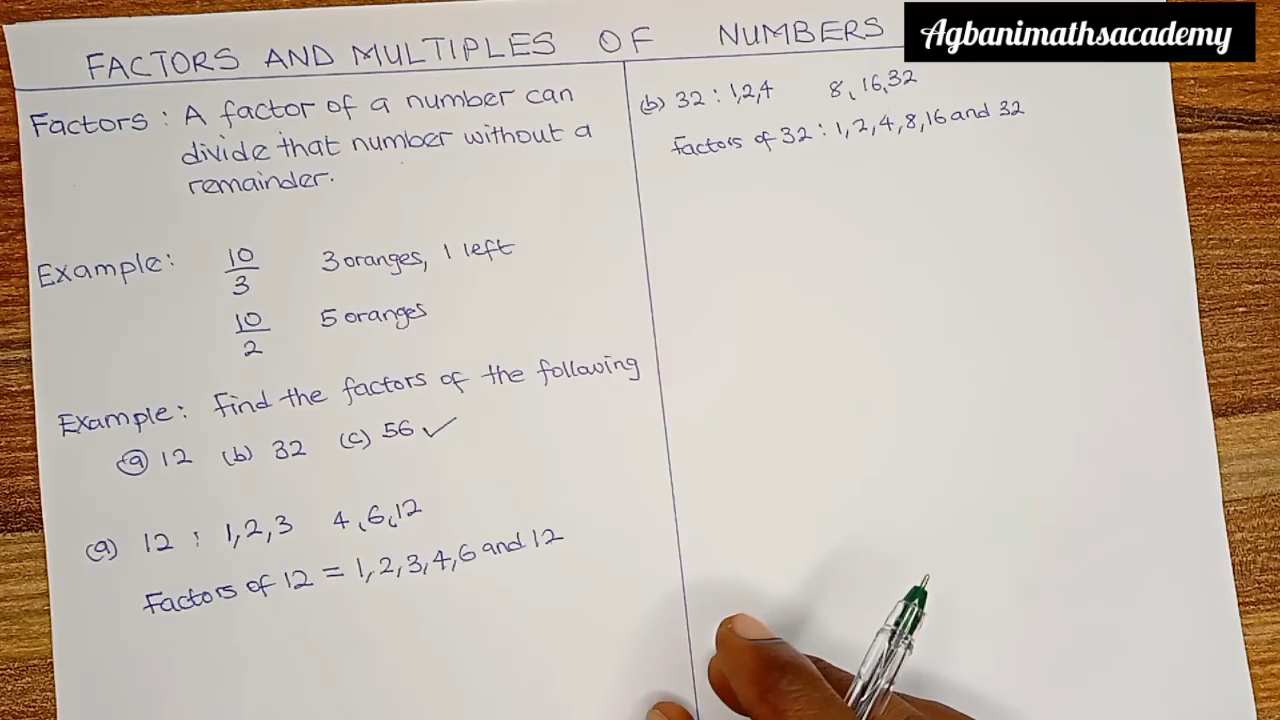 FACTORS AND MULTIPLES OF NUMBERS
Agbanimathsacademy
Factors: A factor of a number can
divide that number without a
remainder.
Example: 10/3 3 oranges, 1 left
10/2 5 oranges
Example: Find the factors of the following
(a) 12 (b) 32 (c) 56 ✓
(a) 12 : 1,2,3 4,6,12
Factors of 12 = 1,2,3,4,6 and 12
(b) 32 : 1,2,4 8,16,32
Factors of 32 : 1,2,4,8,16 and 32